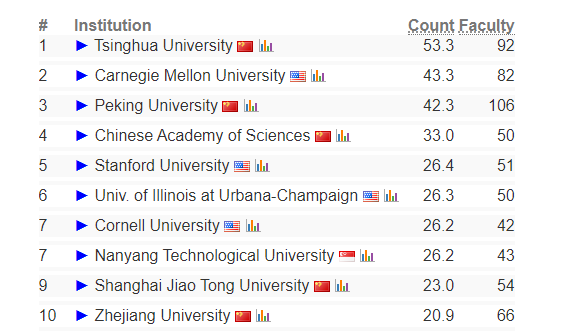 # Institution Count Faculty
1 ► Tsinghua University 53.3 92
2 ► Carnegie Mellon University 43.3 82
3 ► Peking University 42.3 106
4 ► Chinese Academy of Sciences 33.0 50
5 ► Stanford University 26.4 51
6 ► Univ. of Illinois at Urbana-Champaign 26.3 50
7 ► Cornell University 26.2 42
7 ► Nanyang Technological University 26.2 43
9 ► Shanghai Jiao Tong University 23.0 54
10 ► Zhejiang University 20.9 66